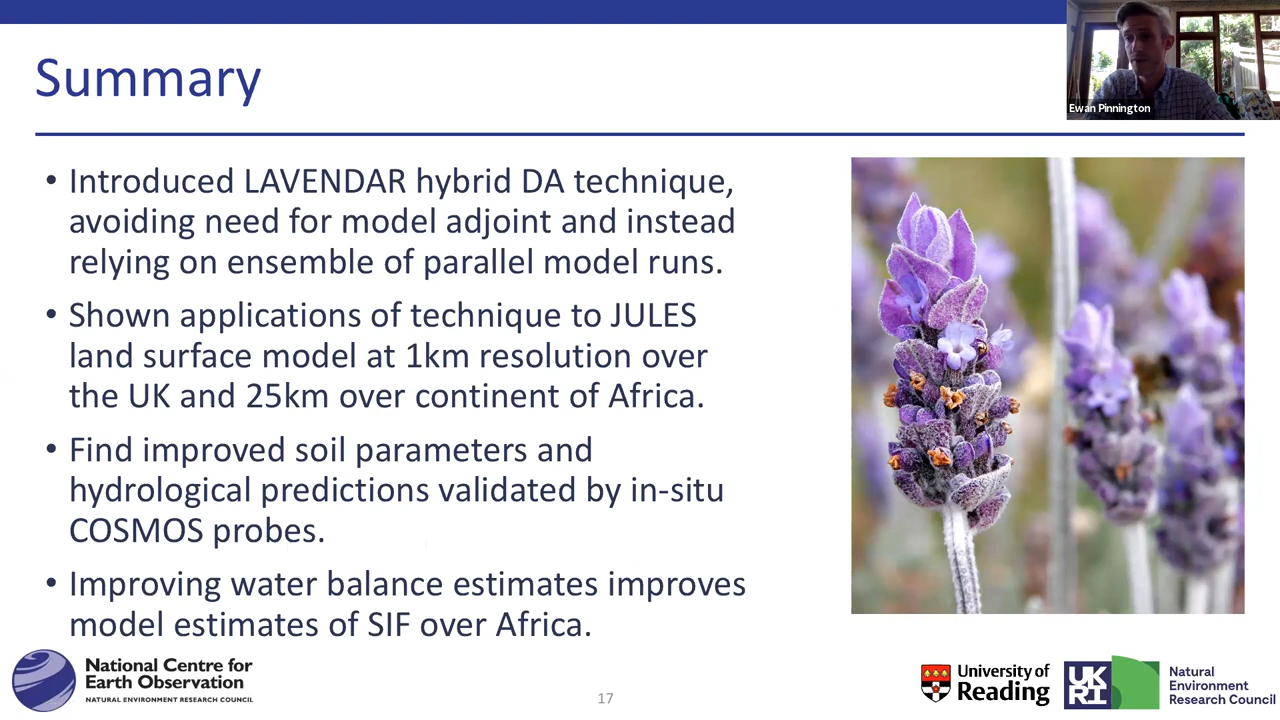 Summary
Ewan Pinnington
• Introduced LAVENDAR hybrid DA technique,
avoiding need for model adjoint and instead
relying on ensemble of parallel model runs.
• Shown applications of technique to JULES
land surface model at 1km resolution over
the UK and 25km over continent of Africa.
• Find improved soil parameters and
hydrological predictions validated by in-situ
COSMOS probes.
• Improving water balance estimates improves
model estimates of SIF over Africa.
National Centre for
Earth Observation
NATURAL ENVIRONMENT RESEARCH COUNCIL
17
University of
Reading
UK
RI
Natural
Environment
Research Council